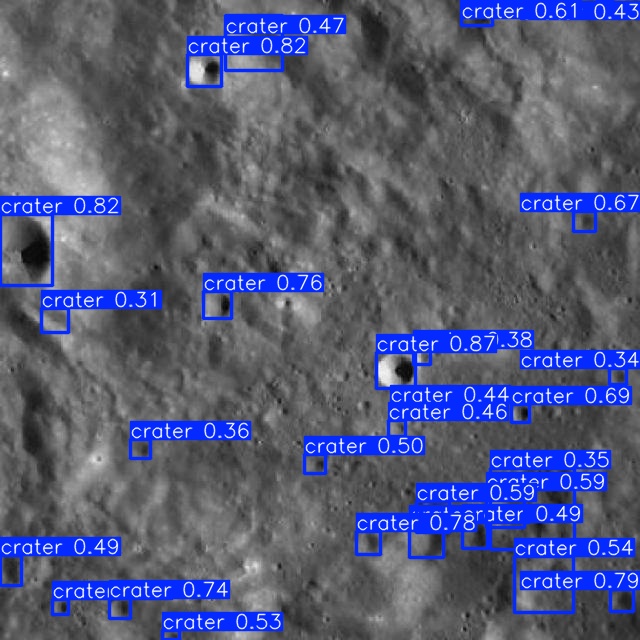 crater 0.61 0.43
crater 0.47
crater 0.82
crater 0.67
crater 0.82
crater 0.76
crater 0.31
crater 0.87 .38
crater 0.34
crater 0.44
crater 0.69
crater 0.46
crater 0.36
crater 0.50
crater 0.35
0.59
crater 0.59
0.49
crater 0.78
crater 0.54
crater 0.49
crater 0.79
crate crater 0.74
crater 0.53